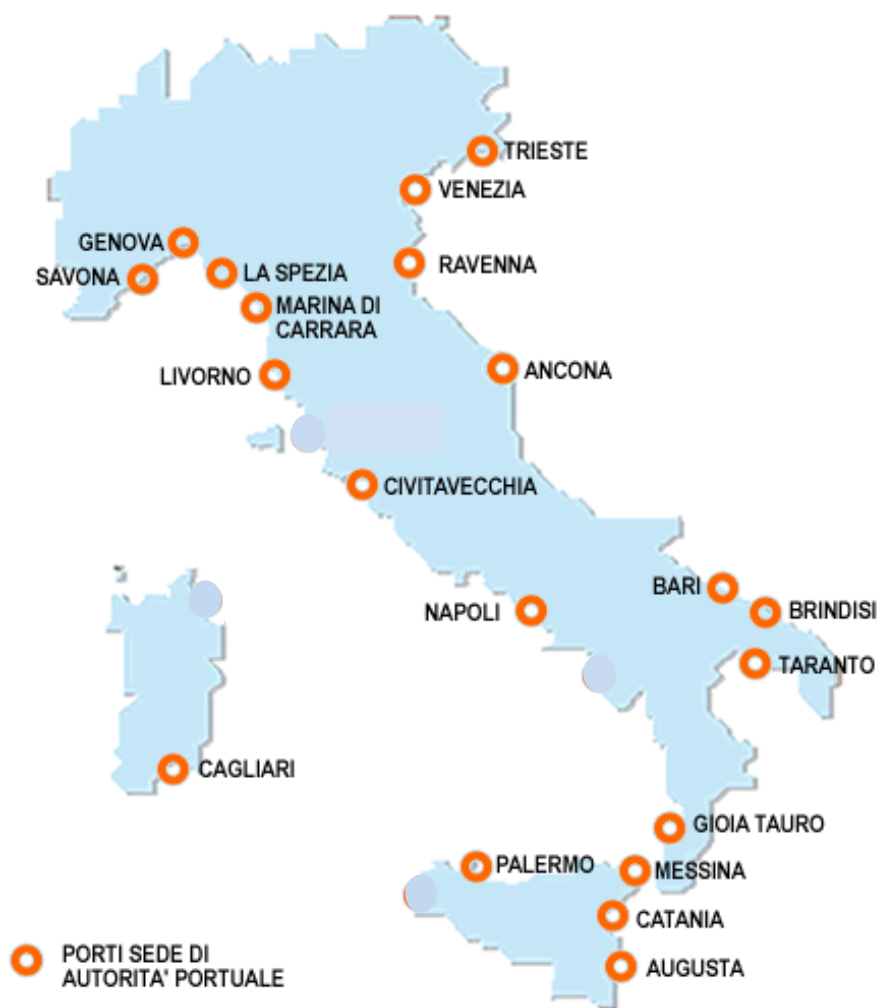 TRIESTE
VENEZIA
GENOVA
RAVENNA
SAVONA
LA SPEZIA
MARINA DI
CARRARA
LIVORNO
ANCONA
CIVITAVECCHIA
BARI
NAPOLI
BRINDISI
TARANTO
CAGLIARI
GIOIA TAURO
PALERMO
MESSINA
CATANIA
AUGUSTA
PORTI SEDE DI
AUTORITA' PORTUALE